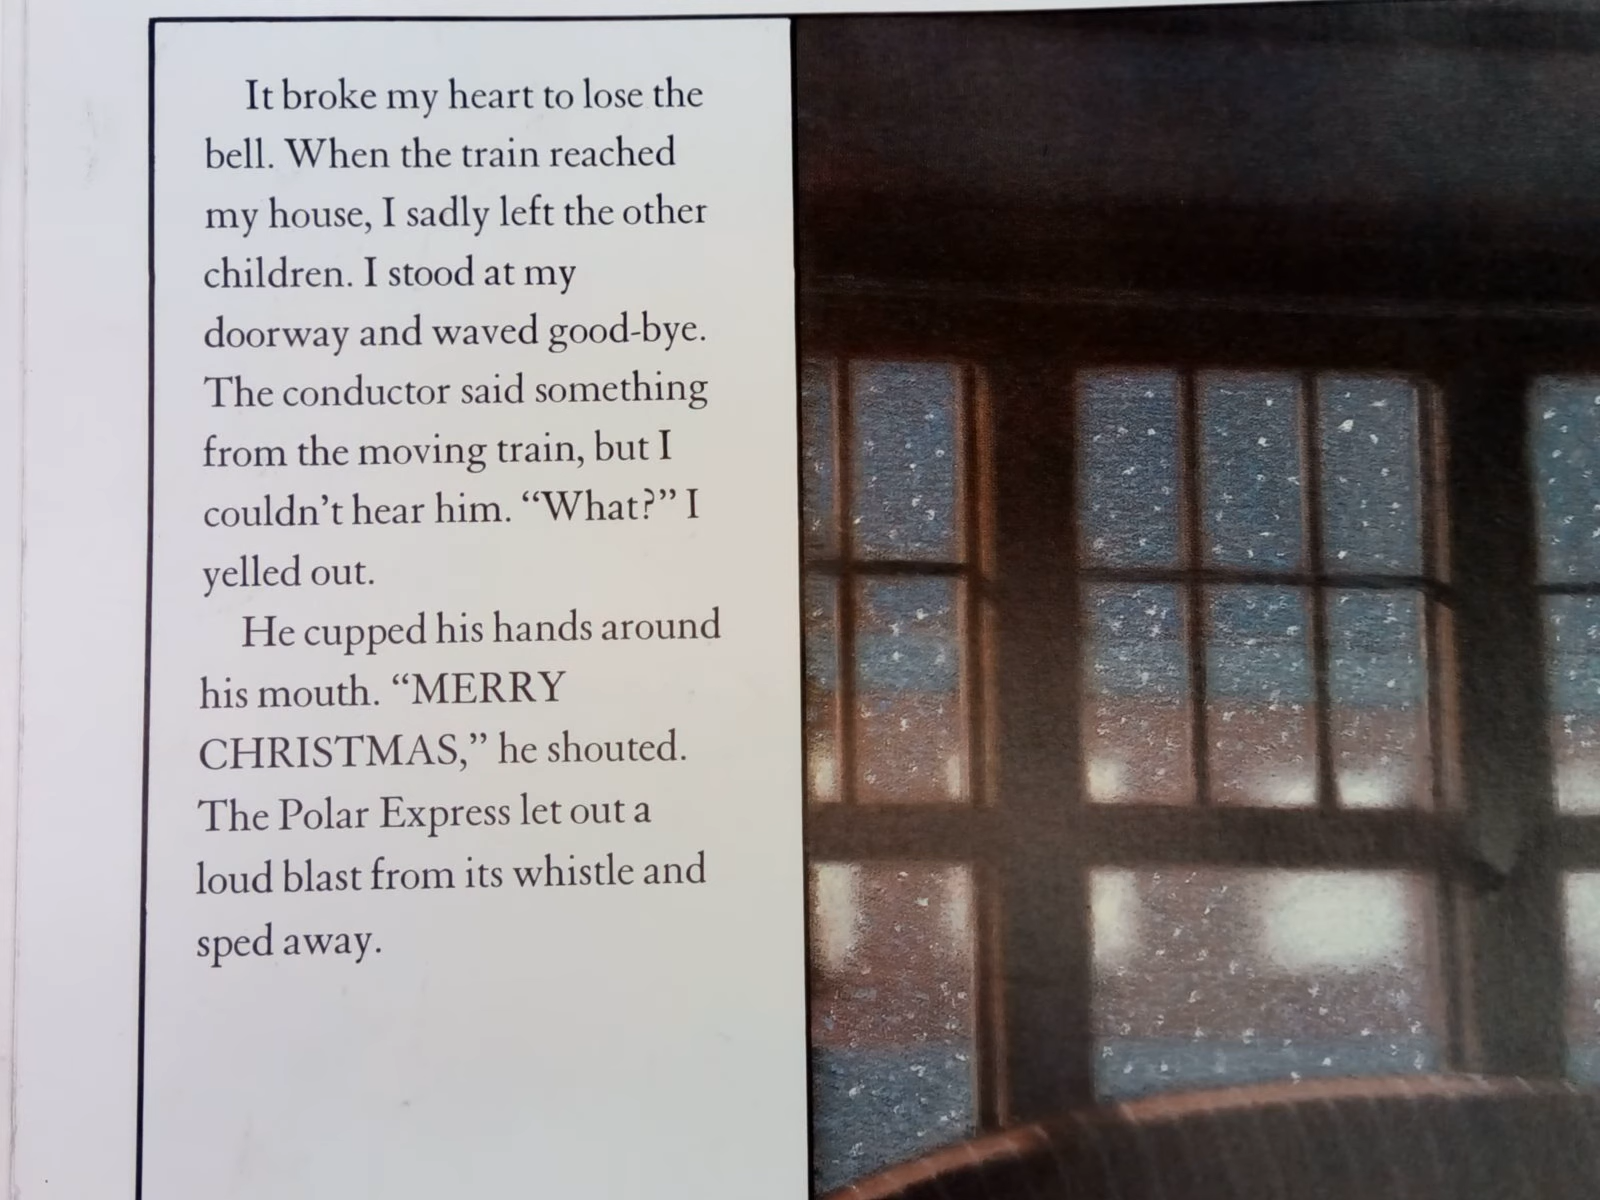 It broke my heart to lose the
bell. When the train reached
my house, I sadly left the other
children. I stood at my
doorway and waved good-bye.
The conductor said something
from the moving train, but I
couldn’t hear him. “What?” I
yelled out.
He cupped his hands around
his mouth. “MERRY
CHRISTMAS,” he shouted.
The Polar Express let out a
loud blast from its whistle and
sped away.